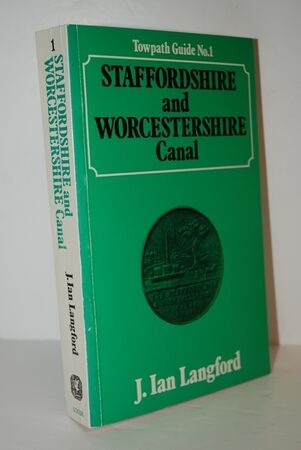 Towpath Guide No.1
STAFFORDSHIRE
and
WORCESTERSHIRE
Canal
J. Ian Langford
1
STAFFORDSHIRE and
WORCESTERSHIRE Canal
J. Ian Langford